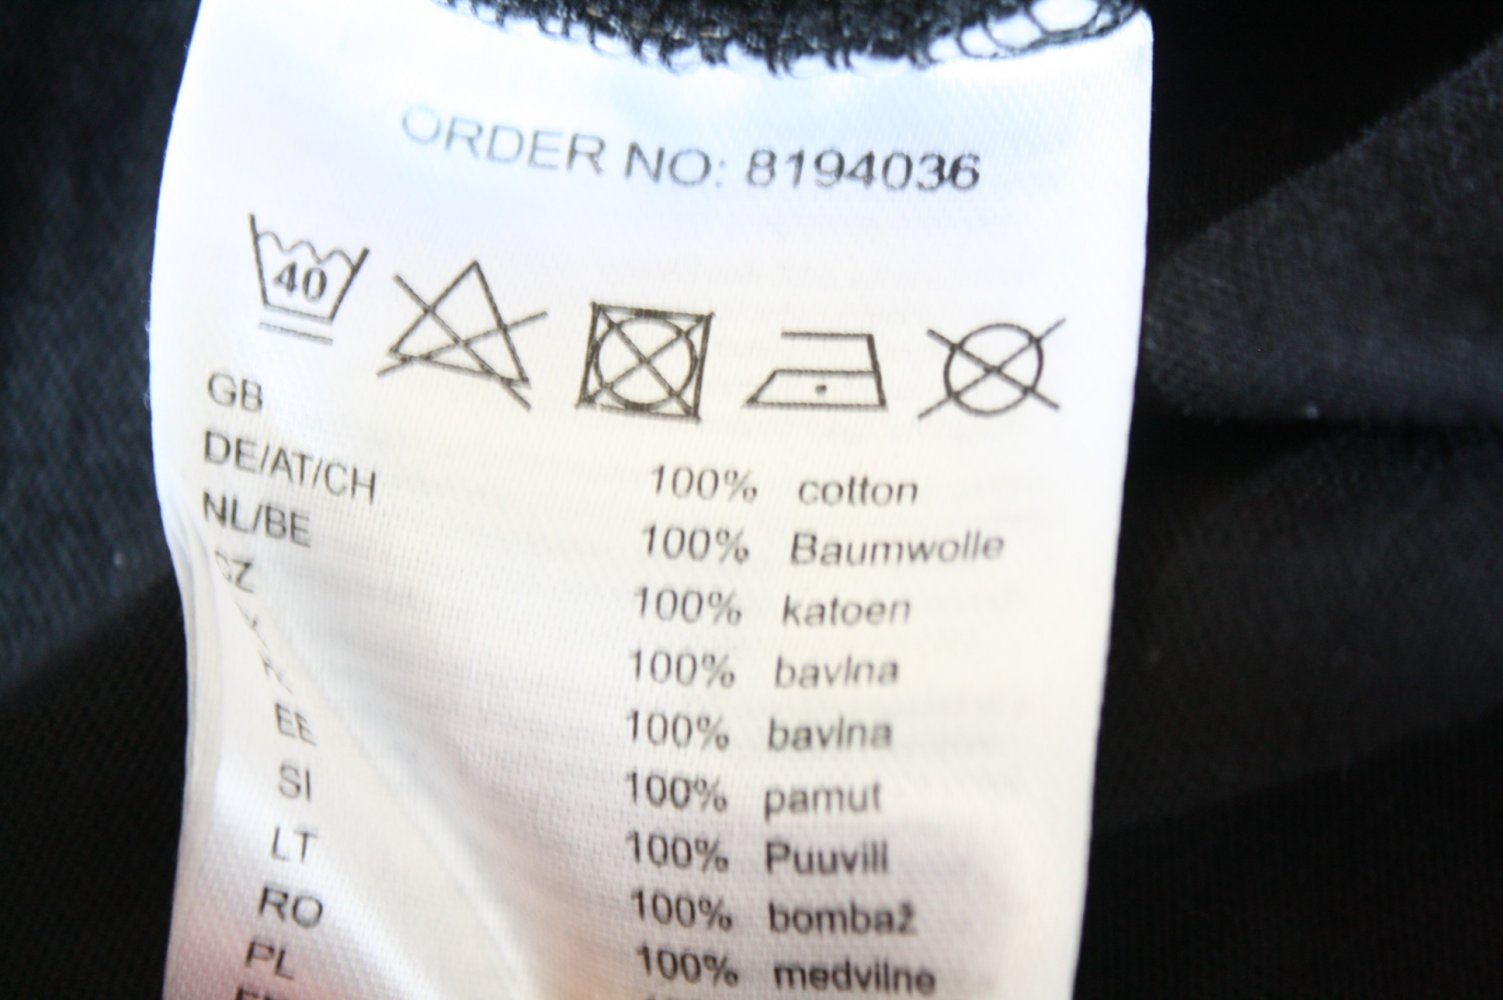 ORDER NO: 8194036
40
GB 100% cotton
DE/AT/CH 100% Baumwolle
NL/BE 100% katoen
CZ 100% bavlna
100% bavlna
100% pamut
EE 100% Puuvill
SI 100% bombaž
LT 100% medvilne
RO
PL